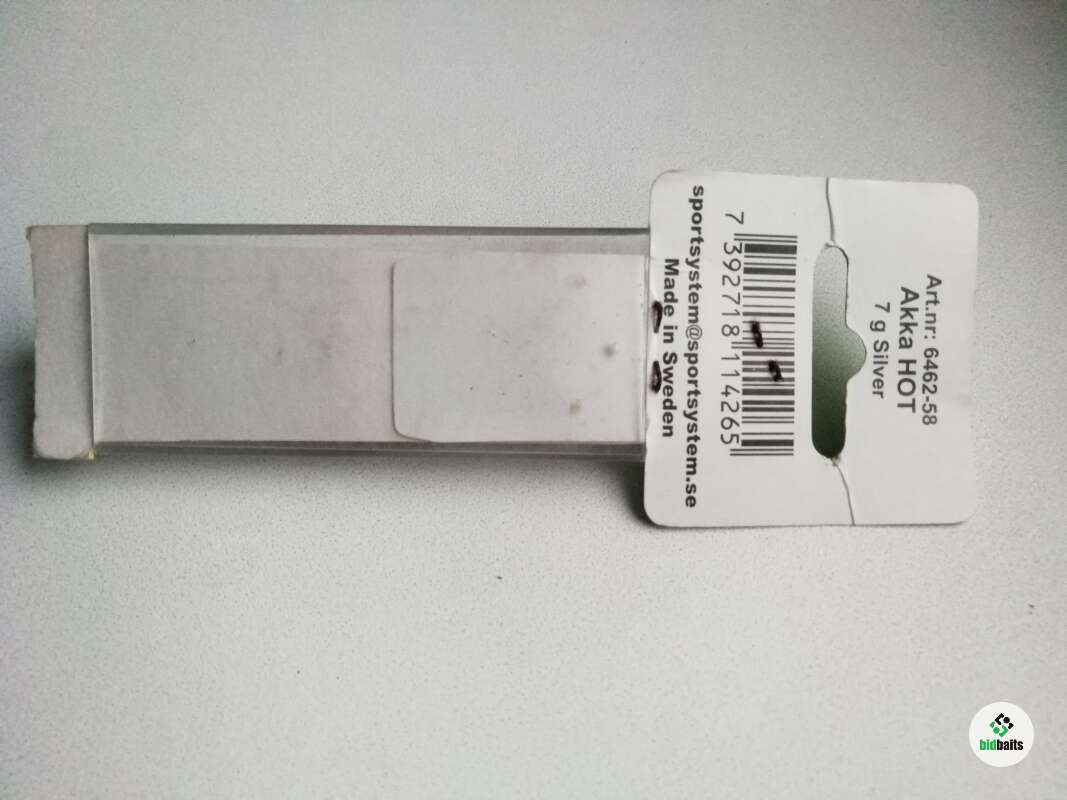 Art.nr: 6462-58
Akka HOT
7 g Silver
7 392718 114265
Made in Sweden
sportsystem@sportsystem.se
bidbaits